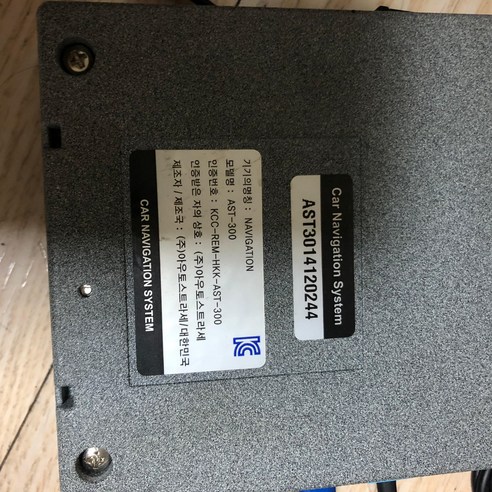 Car Navigation System
AST3014120244
기기의명칭 : NAVIGATION
모델명 : AST-300
인증번호 : KCC-REM-HKK-AST-300
인증받은 자의 상호 : (주)아우토스트라세
제조자 / 제조국 : (주)아우토스트라세/대한민국
CAR NAVIGATION SYSTEM